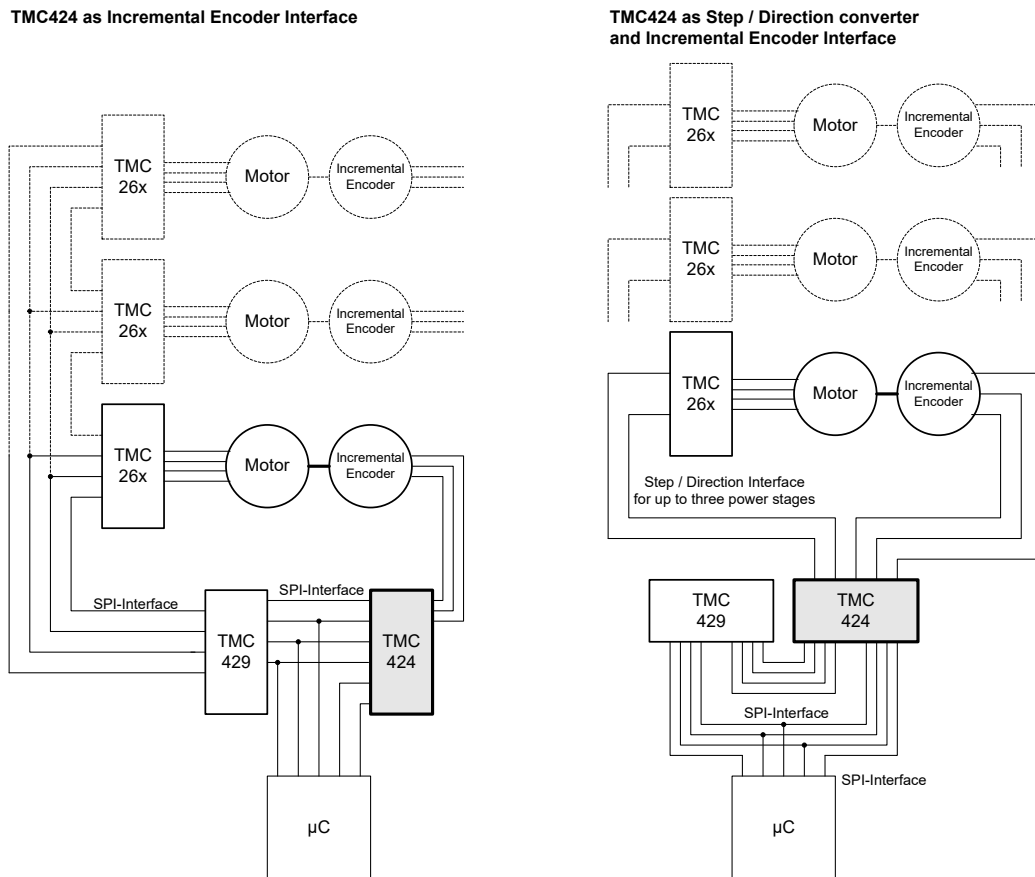 TMC424 as Incremental Encoder Interface
TMC
26x
Motor
Incremental
Encoder
TMC
26x
Motor
Incremental
Encoder
TMC
26x
Motor
Incremental
Encoder
SPI-Interface
SPI-Interface
TMC
429
TMC
424
µC
TMC424 as Step / Direction converter
and Incremental Encoder Interface
TMC
26x
Motor
Incremental
Encoder
TMC
26x
Motor
Incremental
Encoder
TMC
26x
Motor
Incremental
Encoder
Step / Direction Interface
for up to three power stages
TMC
429
TMC
424
SPI-Interface
SPI-Interface
µC